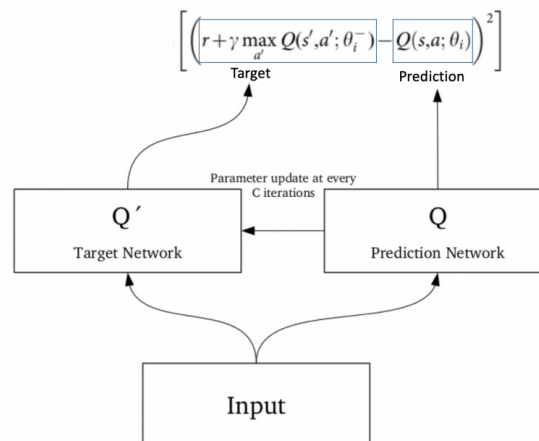 [(r + γ max_{a′} Q(s′,a′; θ_i^−) − Q(s,a; θ_i))^2]
Target
Prediction
Parameter update at every
C iterations
Q′
Target Network
Q
Prediction Network
Input